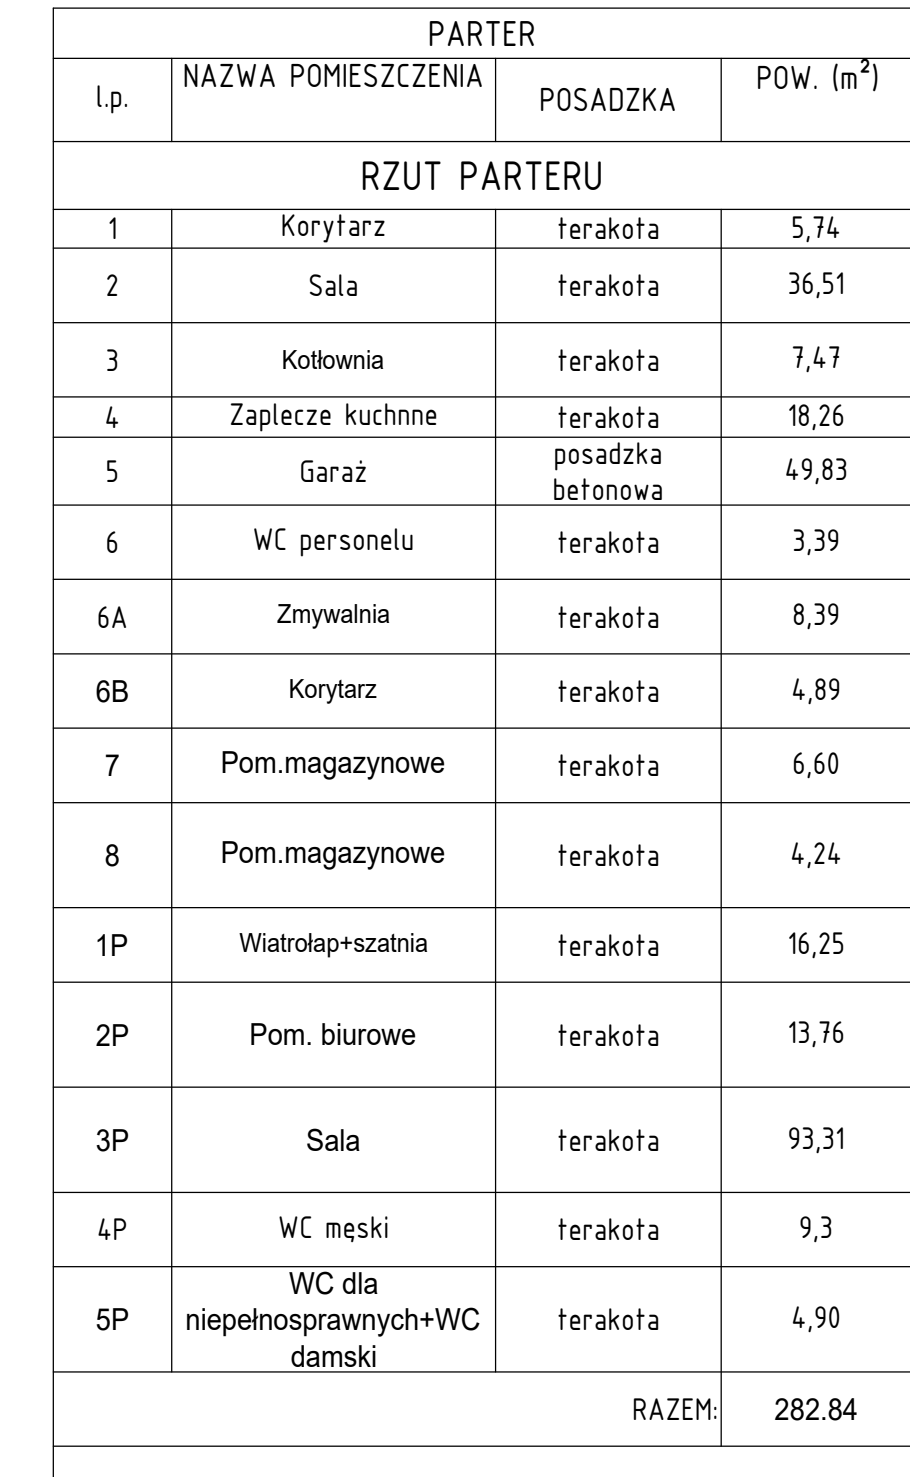 PARTER
l.p. NAZWA POMIESZCZENIA POSADZKA POW. (m²)
RZUT PARTERU
1 Korytarz terakota 5,74
2 Sala terakota 36,51
3 Kotłownia terakota 7,47
4 Zaplecze kuchnne terakota 18,26
5 Garaż posadzka betonowa 49,83
6 WC personelu terakota 3,39
6A Zmywalnia terakota 8,39
6B Korytarz terakota 4,89
7 Pom.magazynowe terakota 6,60
8 Pom.magazynowe terakota 4,24
1P Wiatrołap+szatnia terakota 16,25
2P Pom. biurowe terakota 13,76
3P Sala terakota 93,31
4P WC męski terakota 9,3
5P WC dla niepełnosprawnych+WC damski terakota 4,90
RAZEM: 282.84